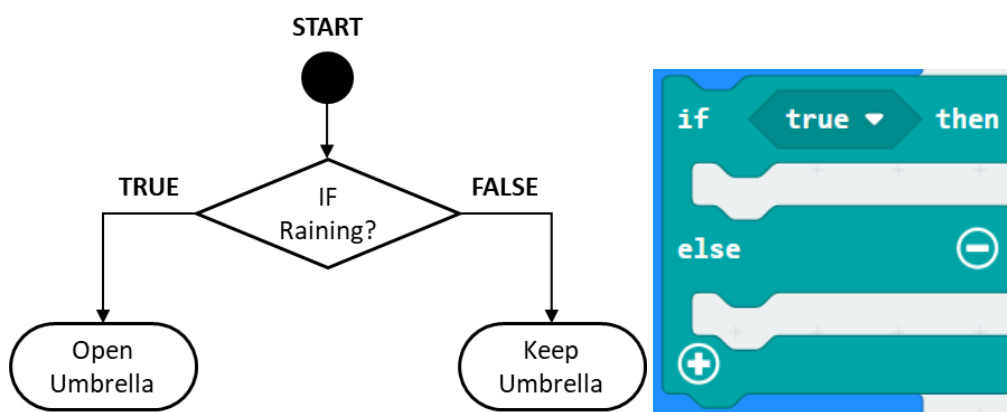 START
TRUE
FALSE
IF
Raining?
Open
Umbrella
Keep
Umbrella
if true then
else